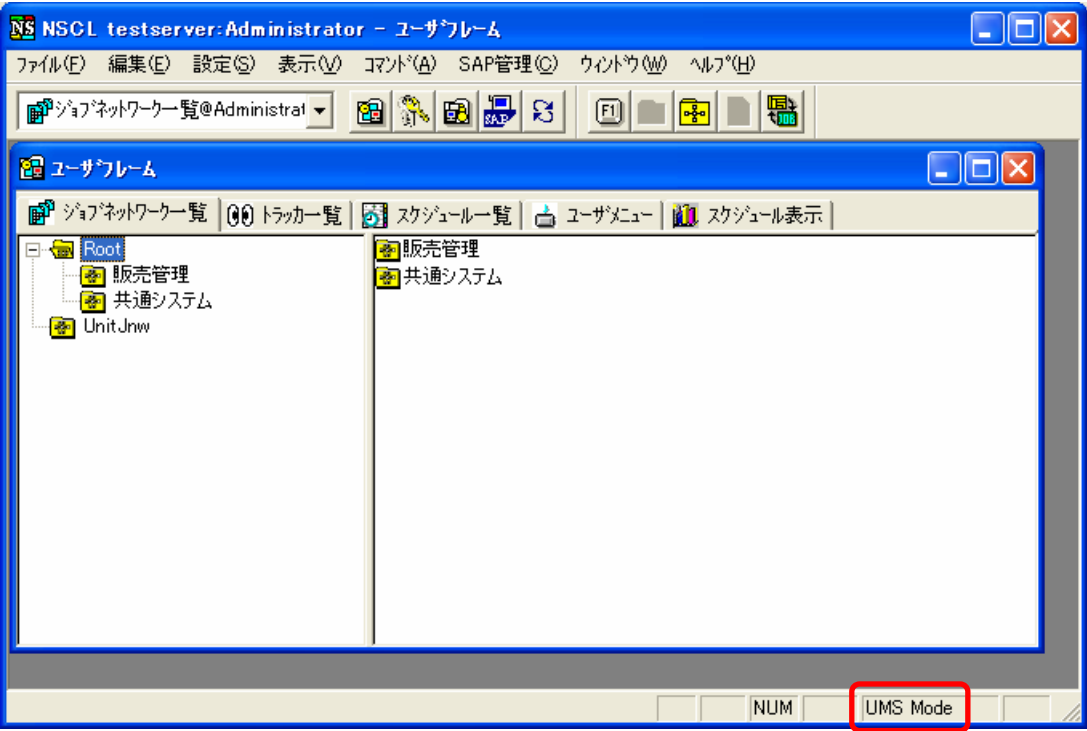 NS NSCL testserver:Administrator - ユーザフレーム
ファイル(F) 編集(E) 設定(S) 表示(V) コマンド(A) SAP管理(C) ウィンドウ(W) ヘルプ(H)
ジョブネットワーク一覧@Administrat
SAP F1 JOB
ユーザフレーム
ジョブネットワーク一覧 トラッカ一覧 スケジュール一覧 ユーザメニュー スケジュール表示
Root 販売管理
販売管理 共通システム
共通システム
UnitJnw
NUM UMS Mode